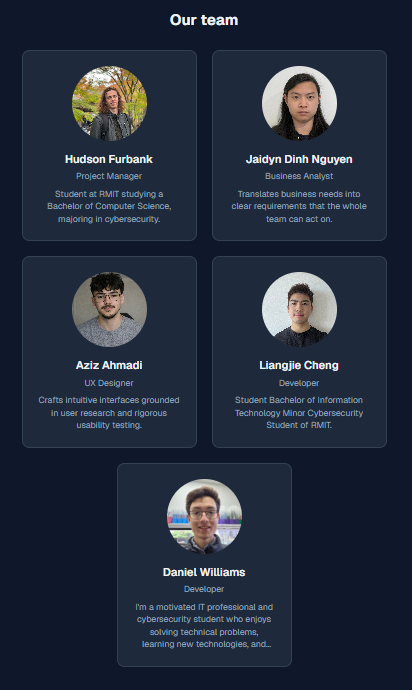 Our team
Hudson Furbank
Project Manager
Student at RMIT studying a
Bachelor of Computer Science,
majoring in cybersecurity.
Jaidyn Dinh Nguyen
Business Analyst
Translates business needs into
clear requirements that the whole
team can act on.
Aziz Ahmadi
UX Designer
Crafts intuitive interfaces grounded
in user research and rigorous
usability testing.
Liangjie Cheng
Developer
Student Bachelor of Information
Technology Minor Cybersecurity
Student of RMIT.
Daniel Williams
Developer
I'm a motivated IT professional and
cybersecurity student who enjoys
solving technical problems,
learning new technologies, and...